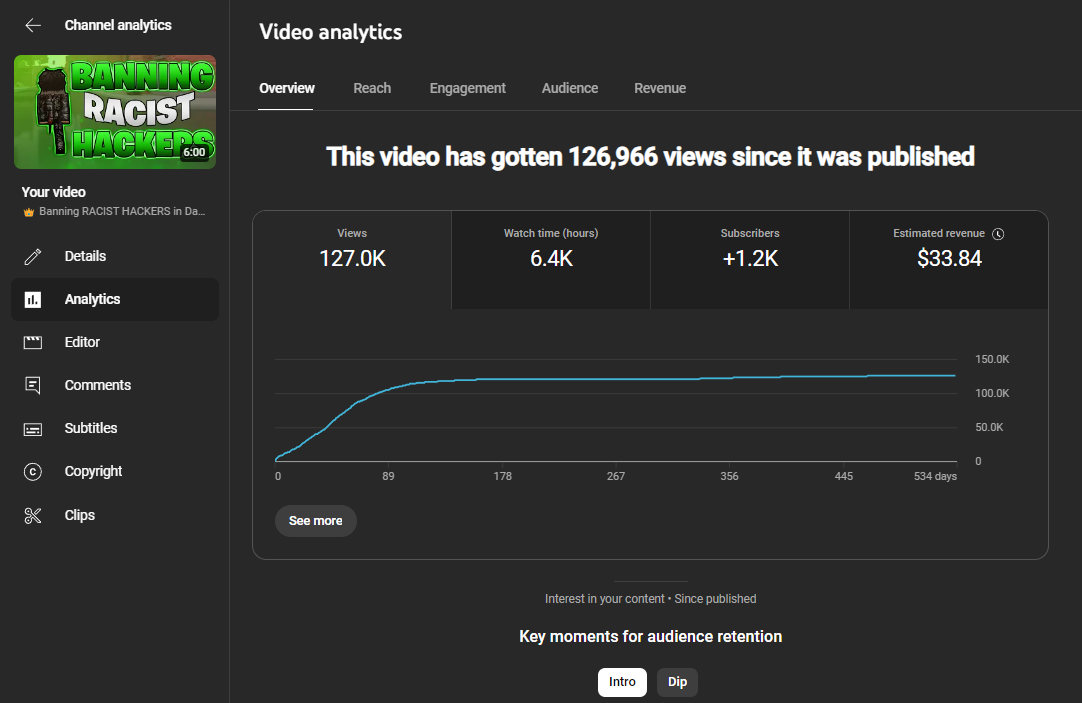 Channel analytics
BANNING
RACIST
HACKERS
6:00
Your video
👑 Banning RACIST HACKERS in Da...
Details
Analytics
Editor
Comments
Subtitles
Copyright
Clips
Video analytics
Overview Reach Engagement Audience Revenue
This video has gotten 126,966 views since it was published
Views Watch time (hours) Subscribers Estimated revenue
127.0K 6.4K +1.2K $33.84
150.0K
100.0K
50.0K
0
0 89 178 267 356 445 534 days
See more
Interest in your content • Since published
Key moments for audience retention
Intro Dip